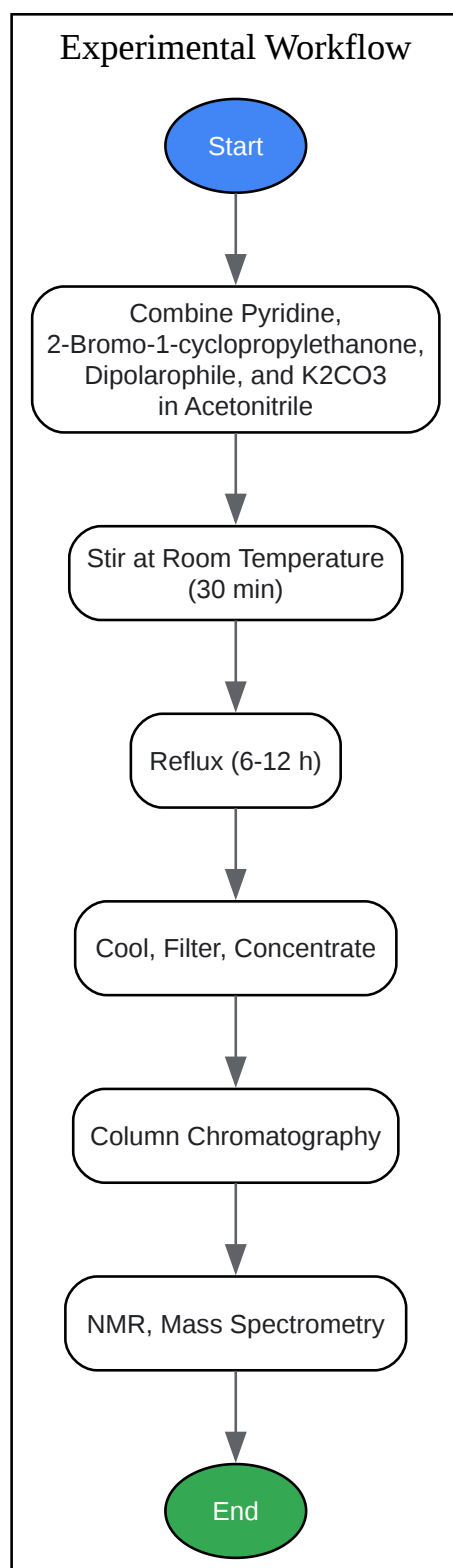 Experimental Workflow
Start
Combine Pyridine,
2-Bromo-1-cyclopropylethanone,
Dipolarophile, and K2CO3
in Acetonitrile
Stir at Room Temperature
(30 min)
Reflux (6-12 h)
Cool, Filter, Concentrate
Column Chromatography
NMR, Mass Spectrometry
End